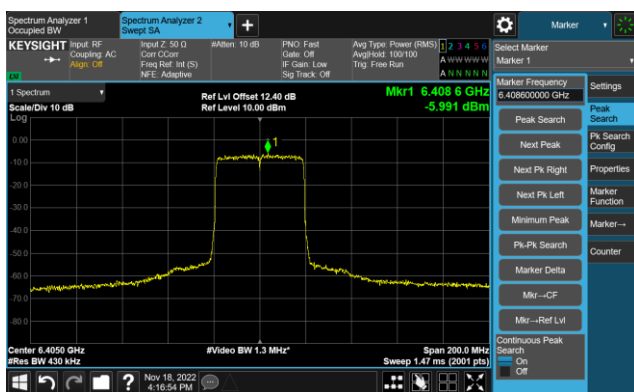 Spectrum Analyzer 1
Occupied BW
Spectrum Analyzer 2
Swept SA
Marker
KEYSIGHT
Input: RF
Coupling: AC
Align: Off
Input Z: 50 Ω
Corr CCorr
Freq Ref: Int (S)
NFE: Adaptive
#Atten: 10 dB
PNO: Fast
Gate: Off
IF Gain: Low
Sig Track: Off
Avg Type: Power (RMS)
Avg|Hold: 100/100
Trig: Free Run
1 2 3 4 5 6
A W W W W W
A N N N N N
LXI
1 Spectrum
Scale/Div 10 dB
Log
Ref Lvl Offset 12.40 dB
Ref Level 10.00 dBm
Mkr1 6.408 6 GHz
-5.991 dBm
1
0.00
-10.0
-20.0
-30.0
-40.0
-50.0
-60.0
-70.0
-80.0
Center 6.4050 GHz
#Res BW 430 kHz
#Video BW 1.3 MHz*
Span 200.0 MHz
Sweep 1.47 ms (2001 pts)
Nov 18, 2022
4:16:54 PM
Select Marker
Marker 1
Marker Frequency
6.408600000 GHz
Peak Search
Next Peak
Next Pk Right
Next Pk Left
Minimum Peak
Pk-Pk Search
Marker Delta
Mkr→CF
Mkr→Ref Lvl
Continuous Peak
Search
On
Off
Settings
Peak
Search
Pk Search
Config
Properties
Marker
Function
Marker→
Counter